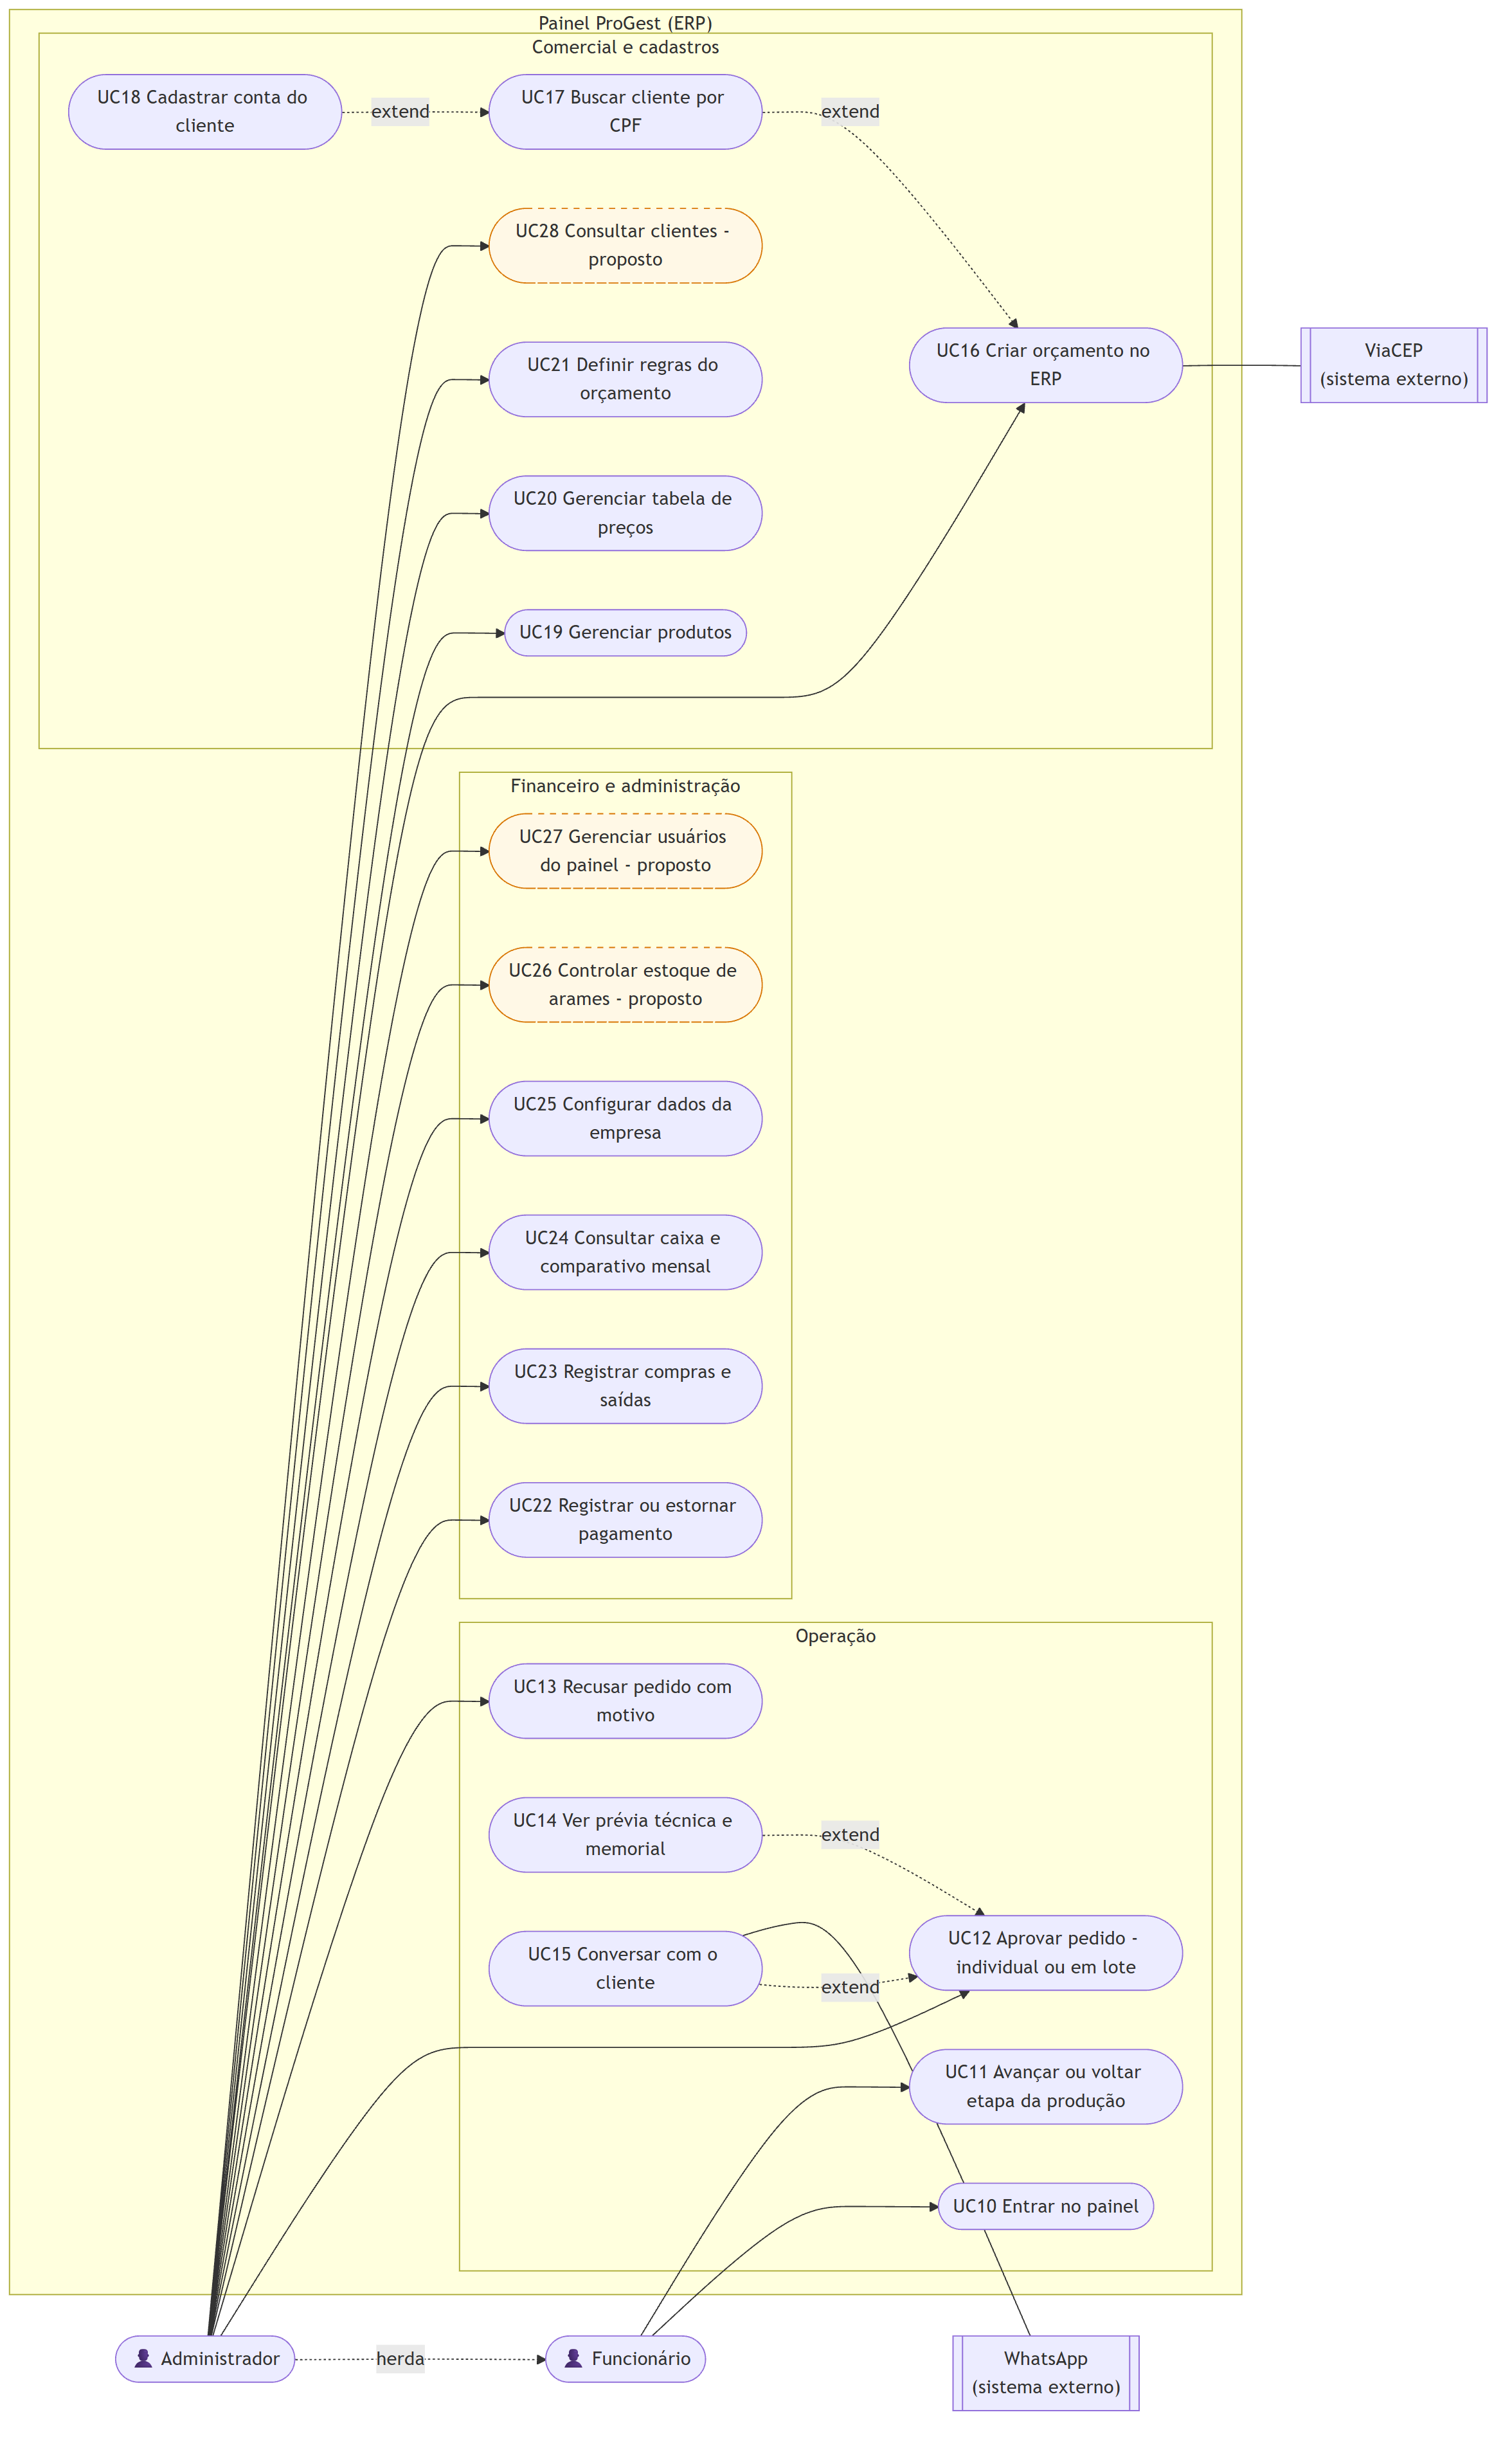 Painel ProGest (ERP)
Comercial e cadastros
UC18 Cadastrar conta do
cliente
extend
UC17 Buscar cliente por
CPF
extend
UC28 Consultar clientes -
proposto
UC21 Definir regras do
orçamento
UC16 Criar orçamento no
ERP
ViaCEP
(sistema externo)
UC20 Gerenciar tabela de
preços
UC19 Gerenciar produtos
Financeiro e administração
UC27 Gerenciar usuários
do painel - proposto
UC26 Controlar estoque de
arames - proposto
UC25 Configurar dados da
empresa
UC24 Consultar caixa e
comparativo mensal
UC23 Registrar compras e
saídas
UC22 Registrar ou estornar
pagamento
Operação
UC13 Recusar pedido com
motivo
UC14 Ver prévia técnica e
memorial
extend
UC15 Conversar com o
cliente
extend
UC12 Aprovar pedido -
individual ou em lote
UC11 Avançar ou voltar
etapa da produção
UC10 Entrar no painel
Administrador
herda
Funcionário
WhatsApp
(sistema externo)